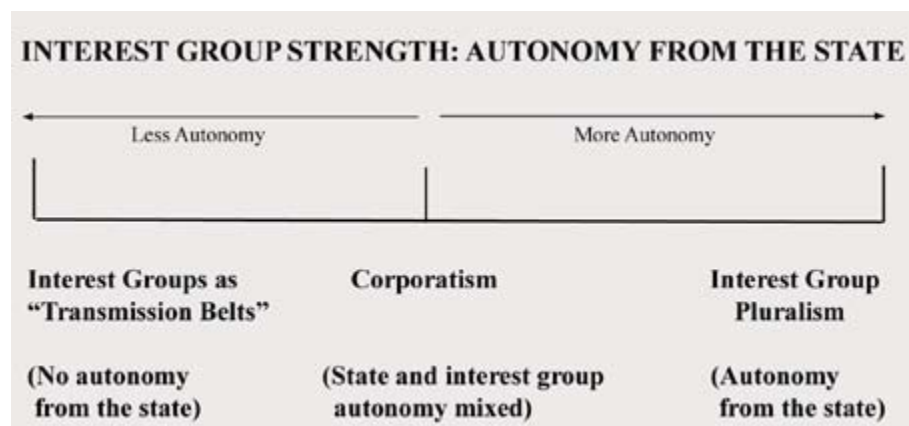 INTEREST GROUP STRENGTH: AUTONOMY FROM THE STATE
Less Autonomy
More Autonomy
Interest Groups as
“Transmission Belts”
(No autonomy
from the state)
Corporatism
(State and interest group
autonomy mixed)
Interest Group
Pluralism
(Autonomy
from the state)